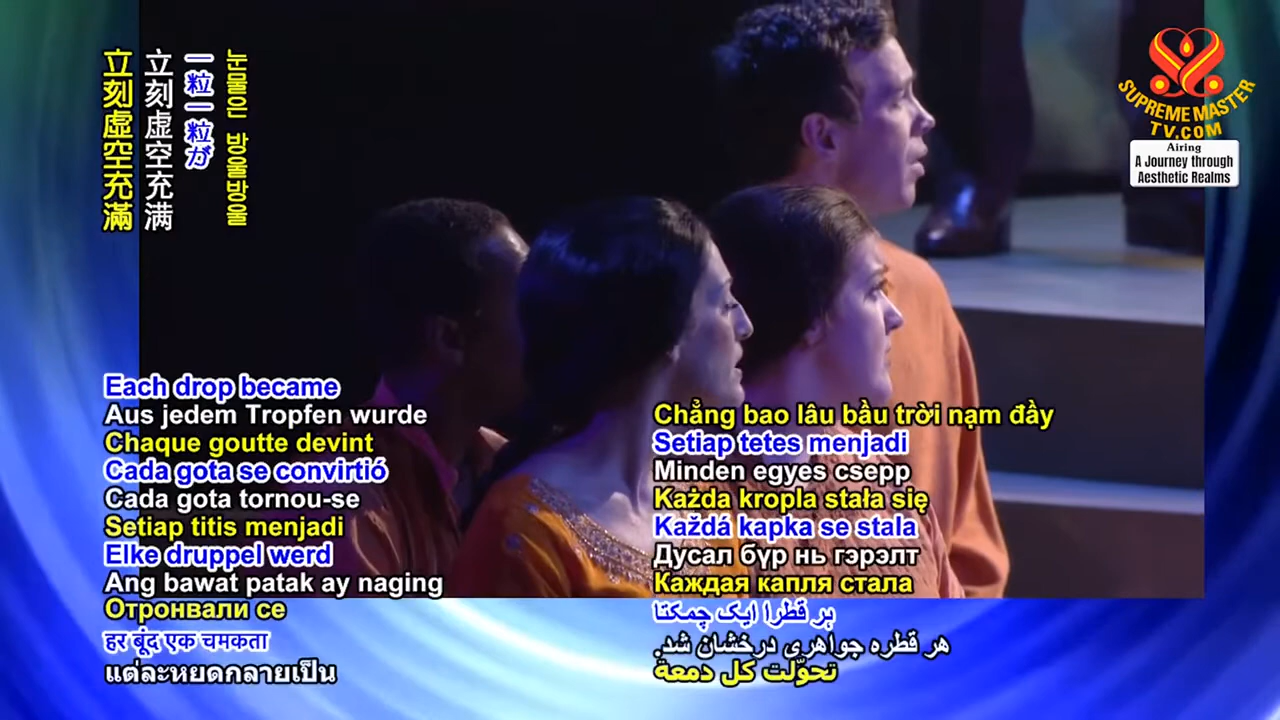 立刻虛空充滿
立刻虚空充满
一粒一粒が
눈물인 방울방울
SUPREME MASTER
TV.COM
Airing
A Journey through
Aesthetic Realms
Each drop became
Aus jedem Tropfen wurde
Chaque goutte devint
Cada gota se convirtió
Cada gota tornou-se
Setiap titis menjadi
Elke druppel werd
Ang bawat patak ay naging
Отронвали се
हर बूंद एक चमकता
แต่ละหยดกลายเป็น
Chẳng bao lâu bầu trời nạm đầy
Setiap tetes menjadi
Minden egyes csepp
Każda kropla stała się
Každá kapka se stala
Дусал бүр нь гэрэлт
Каждая капля стала
ہر قطرا ایک چمکتا
هر قطره جواهری درخشان شد.
تحوّلت كل دمعة